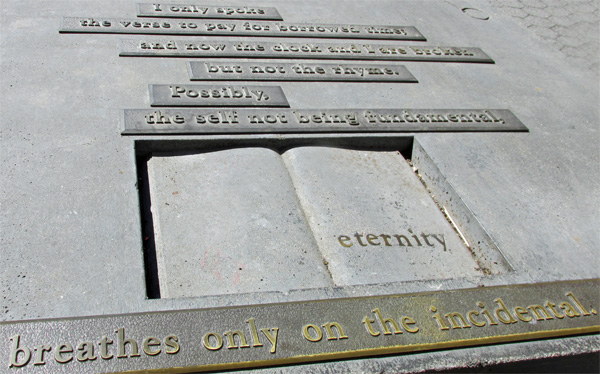 I only spoke
the verse to pay for borrowed time:
and now the clock and I are broke,
but not the rhyme.
Possibly,
the self not being fundamental,
eternity
breathes only on the incidental.